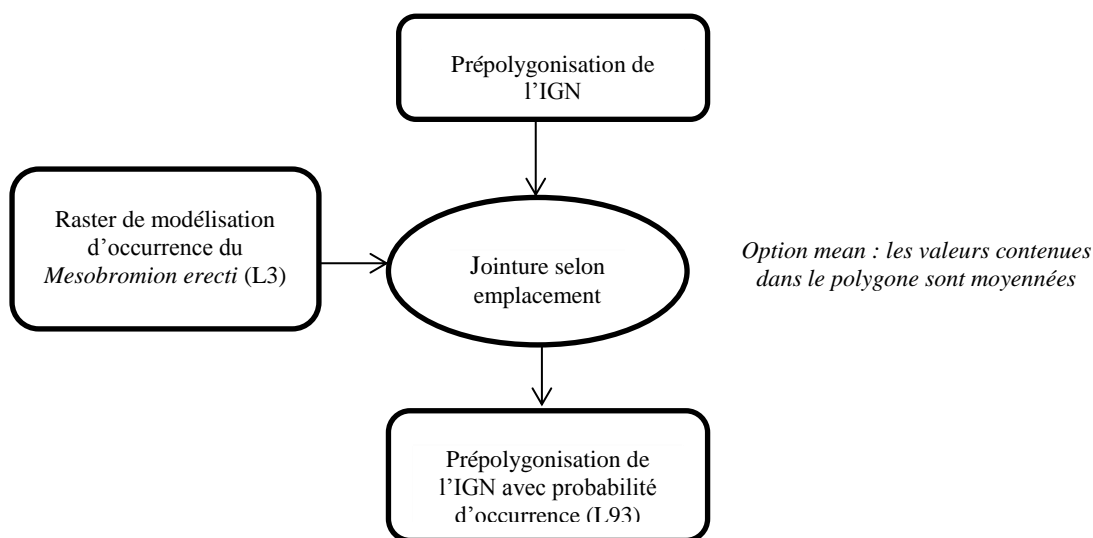 Prépolygonisation de
l’IGN
Raster de modélisation
d’occurrence du
Mesobromion erecti (L3)
Jointure selon
emplacement
Option mean : les valeurs contenues
dans le polygone sont moyennées
Prépolygonisation de
l’IGN avec probabilité
d’occurrence (L93)